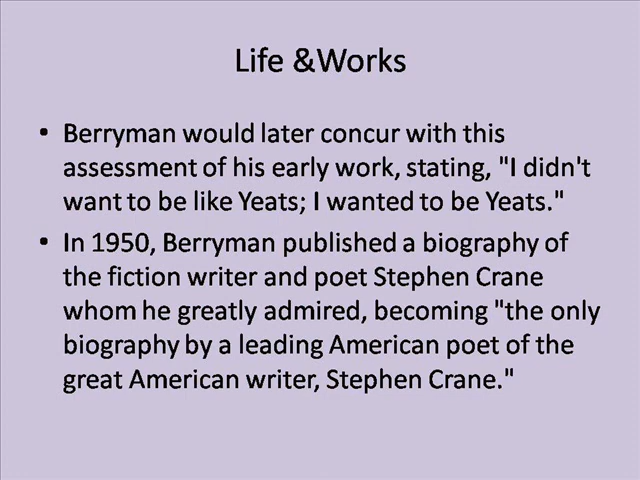 Life &Works
• Berryman would later concur with this
assessment of his early work, stating, "I didn't
want to be like Yeats; I wanted to be Yeats."
• In 1950, Berryman published a biography of
the fiction writer and poet Stephen Crane
whom he greatly admired, becoming "the only
biography by a leading American poet of the
great American writer, Stephen Crane."